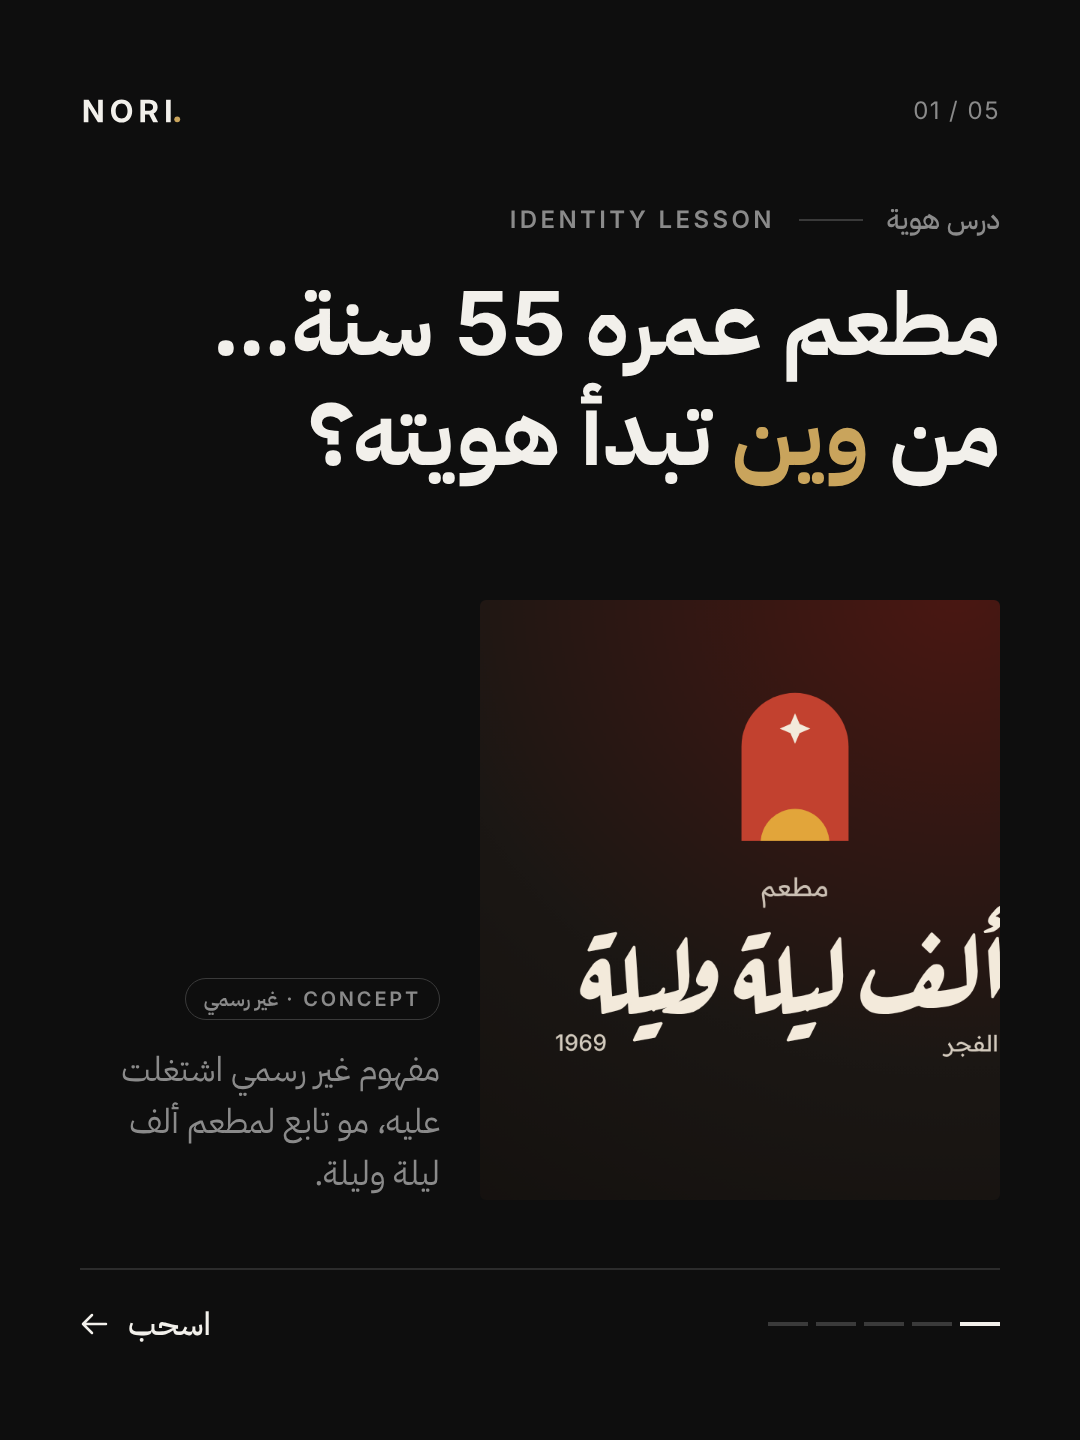 NORI.
01 / 05
درس هوية — IDENTITY LESSON
مطعم عمره 55 سنة...
من وين تبدأ هويته؟
مطعم
ألف ليلة وليلة
الفجر 1969
CONCEPT · غير رسمي
مفهوم غير رسمي اشتغلت
عليه، مو تابع لمطعم ألف
ليلة وليلة.
اسحب ←